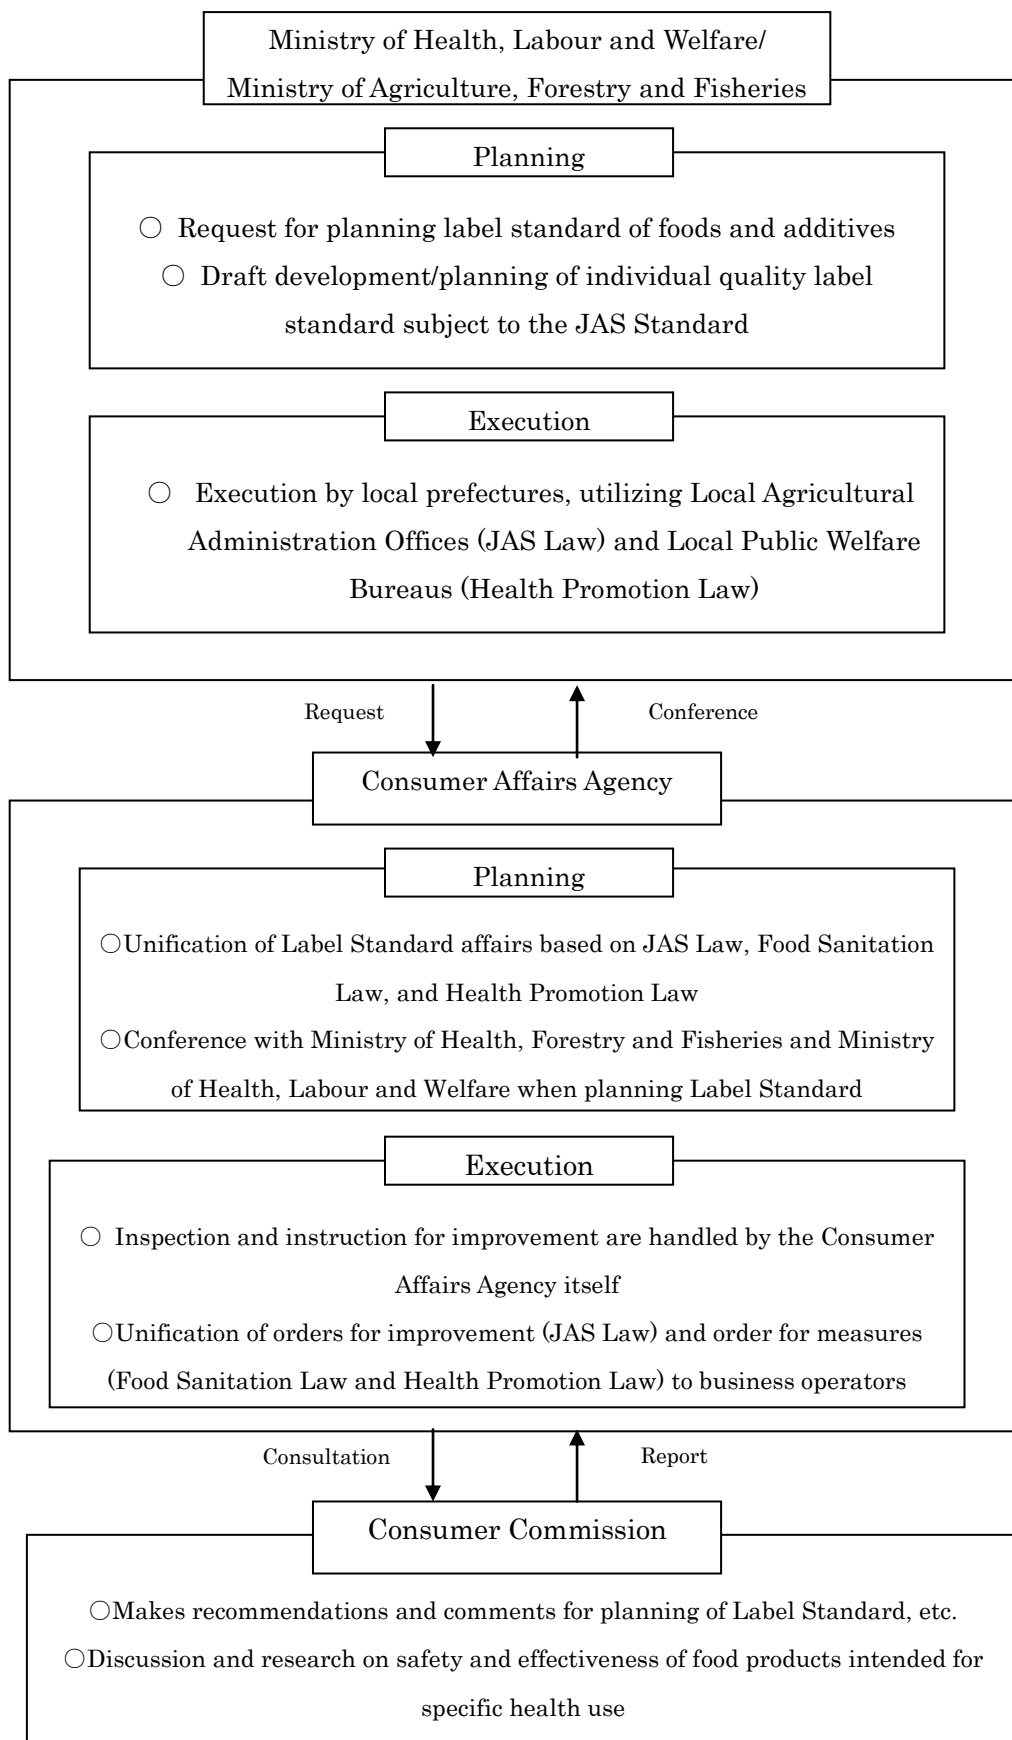 Ministry of Health, Labour and Welfare/
Ministry of Agriculture, Forestry and Fisheries
Planning
○ Request for planning label standard of foods and additives
○ Draft development/planning of individual quality label
standard subject to the JAS Standard
Execution
○ Execution by local prefectures, utilizing Local Agricultural
Administration Offices (JAS Law) and Local Public Welfare
Bureaus (Health Promotion Law)
Request
Conference
Consumer Affairs Agency
Planning
○Unification of Label Standard affairs based on JAS Law, Food Sanitation
Law, and Health Promotion Law
○Conference with Ministry of Health, Forestry and Fisheries and Ministry
of Health, Labour and Welfare when planning Label Standard
Execution
○ Inspection and instruction for improvement are handled by the Consumer
Affairs Agency itself
○Unification of orders for improvement (JAS Law) and order for measures
(Food Sanitation Law and Health Promotion Law) to business operators
Consultation
Report
Consumer Commission
○Makes recommendations and comments for planning of Label Standard, etc.
○Discussion and research on safety and effectiveness of food products intended for
specific health use